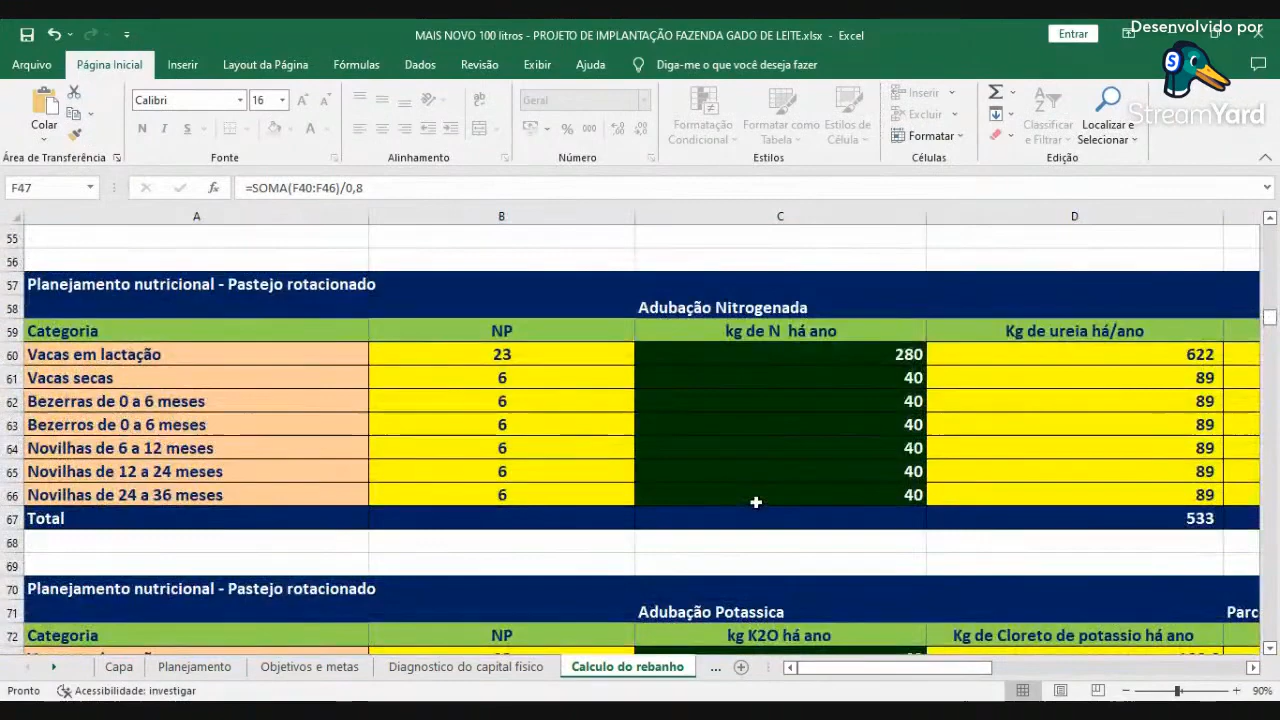 Desenvolvido por
StreamYard
MAIS NOVO 100 litros - PROJETO DE IMPLANTAÇÃO FAZENDA GADO DE LEITE.xlsx - Excel
Entrar
Arquivo Página Inicial Inserir Layout da Página Fórmulas Dados Revisão Exibir Ajuda Diga-me o que você deseja fazer
Colar
Área de Transferência
Calibri 16
N I S
Fonte
Alinhamento
Geral
% 000
Número
Formatação Condicional
Formatar como Tabela
Estilos de Célula
Estilos
Inserir
Excluir
Formatar
Células
Classificar e Filtrar
Localizar e Selecionar
Edição
F47 fx =SOMA(F40:F46)/0,8
A B C D
55
56
57 Planejamento nutricional - Pastejo rotacionado
58 Adubação Nitrogenada
59 Categoria NP kg de N há ano Kg de ureia há/ano
60 Vacas em lactação 23 280 622
61 Vacas secas 6 40 89
62 Bezerras de 0 a 6 meses 6 40 89
63 Bezerros de 0 a 6 meses 6 40 89
64 Novilhas de 6 a 12 meses 6 40 89
65 Novilhas de 12 a 24 meses 6 40 89
66 Novilhas de 24 a 36 meses 6 40 89
67 Total 533
68
69
70 Planejamento nutricional - Pastejo rotacionado
71 Adubação Potassica Parc
72 Categoria NP kg K2O há ano Kg de Cloreto de potassio há ano
Capa Planejamento Objetivos e metas Diagnostico do capital fisico Calculo do rebanho ...
Pronto Acessibilidade: investigar 90%